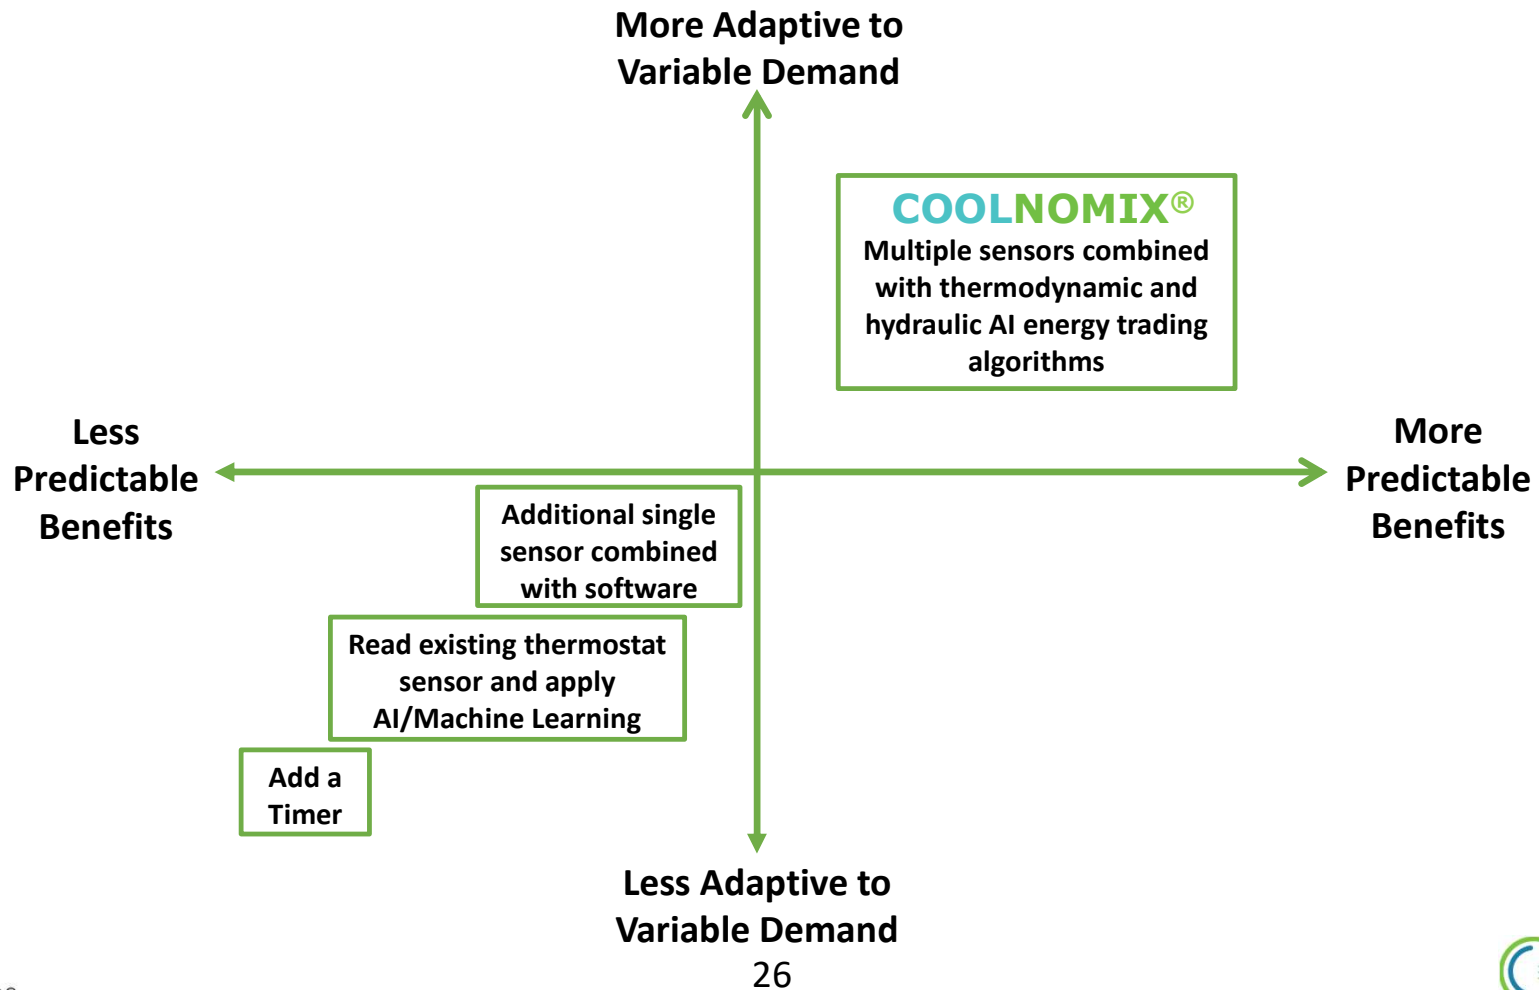 More Adaptive to
Variable Demand
COOLNOMIX®
Multiple sensors combined
with thermodynamic and
hydraulic AI energy trading
algorithms
Less
Predictable
Benefits
More
Predictable
Benefits
Additional single
sensor combined
with software
Read existing thermostat
sensor and apply
AI/Machine Learning
Add a
Timer
Less Adaptive to
Variable Demand
26